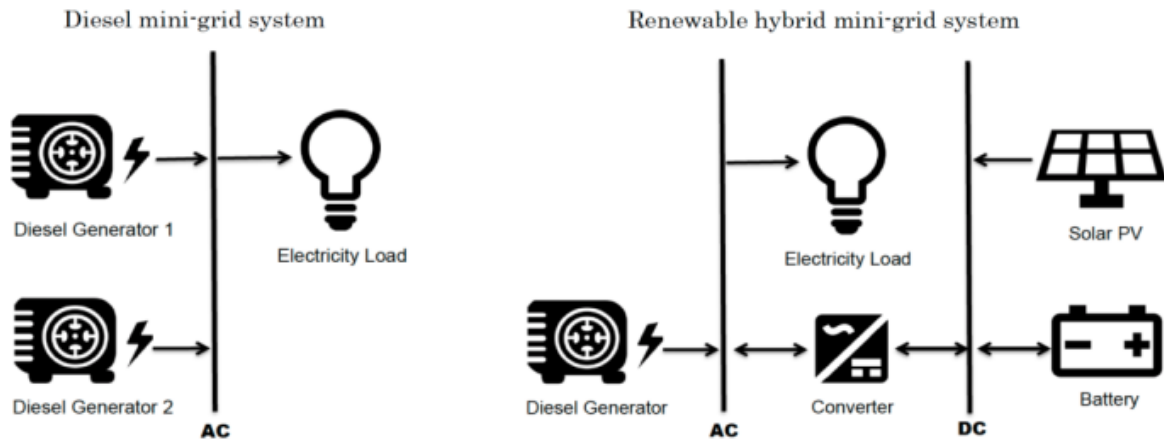 Diesel mini-grid system
Diesel Generator 1
Electricity Load
Diesel Generator 2
AC
Renewable hybrid mini-grid system
Electricity Load
Solar PV
Diesel Generator
Converter
Battery
AC
DC